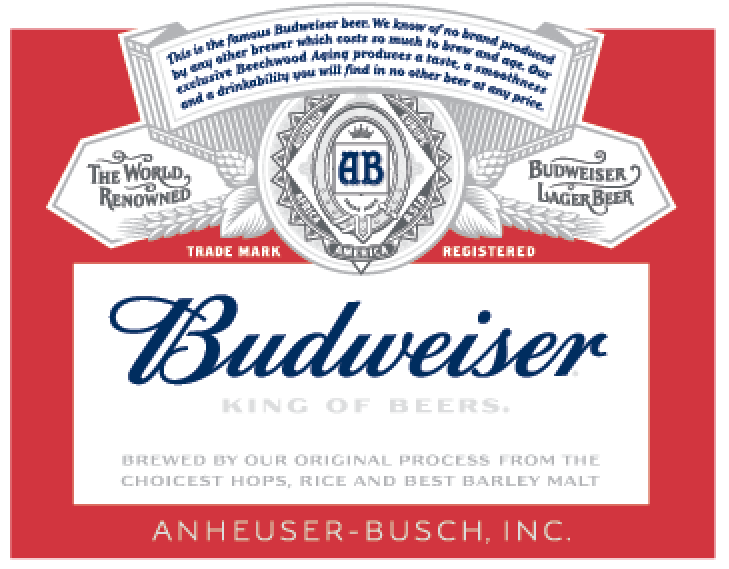 This is the famous Budweiser beer. We know of no brand produced
by any other brewer which costs so much to brew and age. Our
exclusive Beechwood Aging produces a taste, a smoothness
and a drinkability you will find in no other beer at any price.
THE WORLD
RENOWNED
AB
BUDWEISER
LAGER BEER
AMERICA
ASIA
TRADE MARK
REGISTERED
Budweiser
KING OF BEERS.
BREWED BY OUR ORIGINAL PROCESS FROM THE
CHOICEST HOPS, RICE AND BEST BARLEY MALT
ANHEUSER-BUSCH, INC.